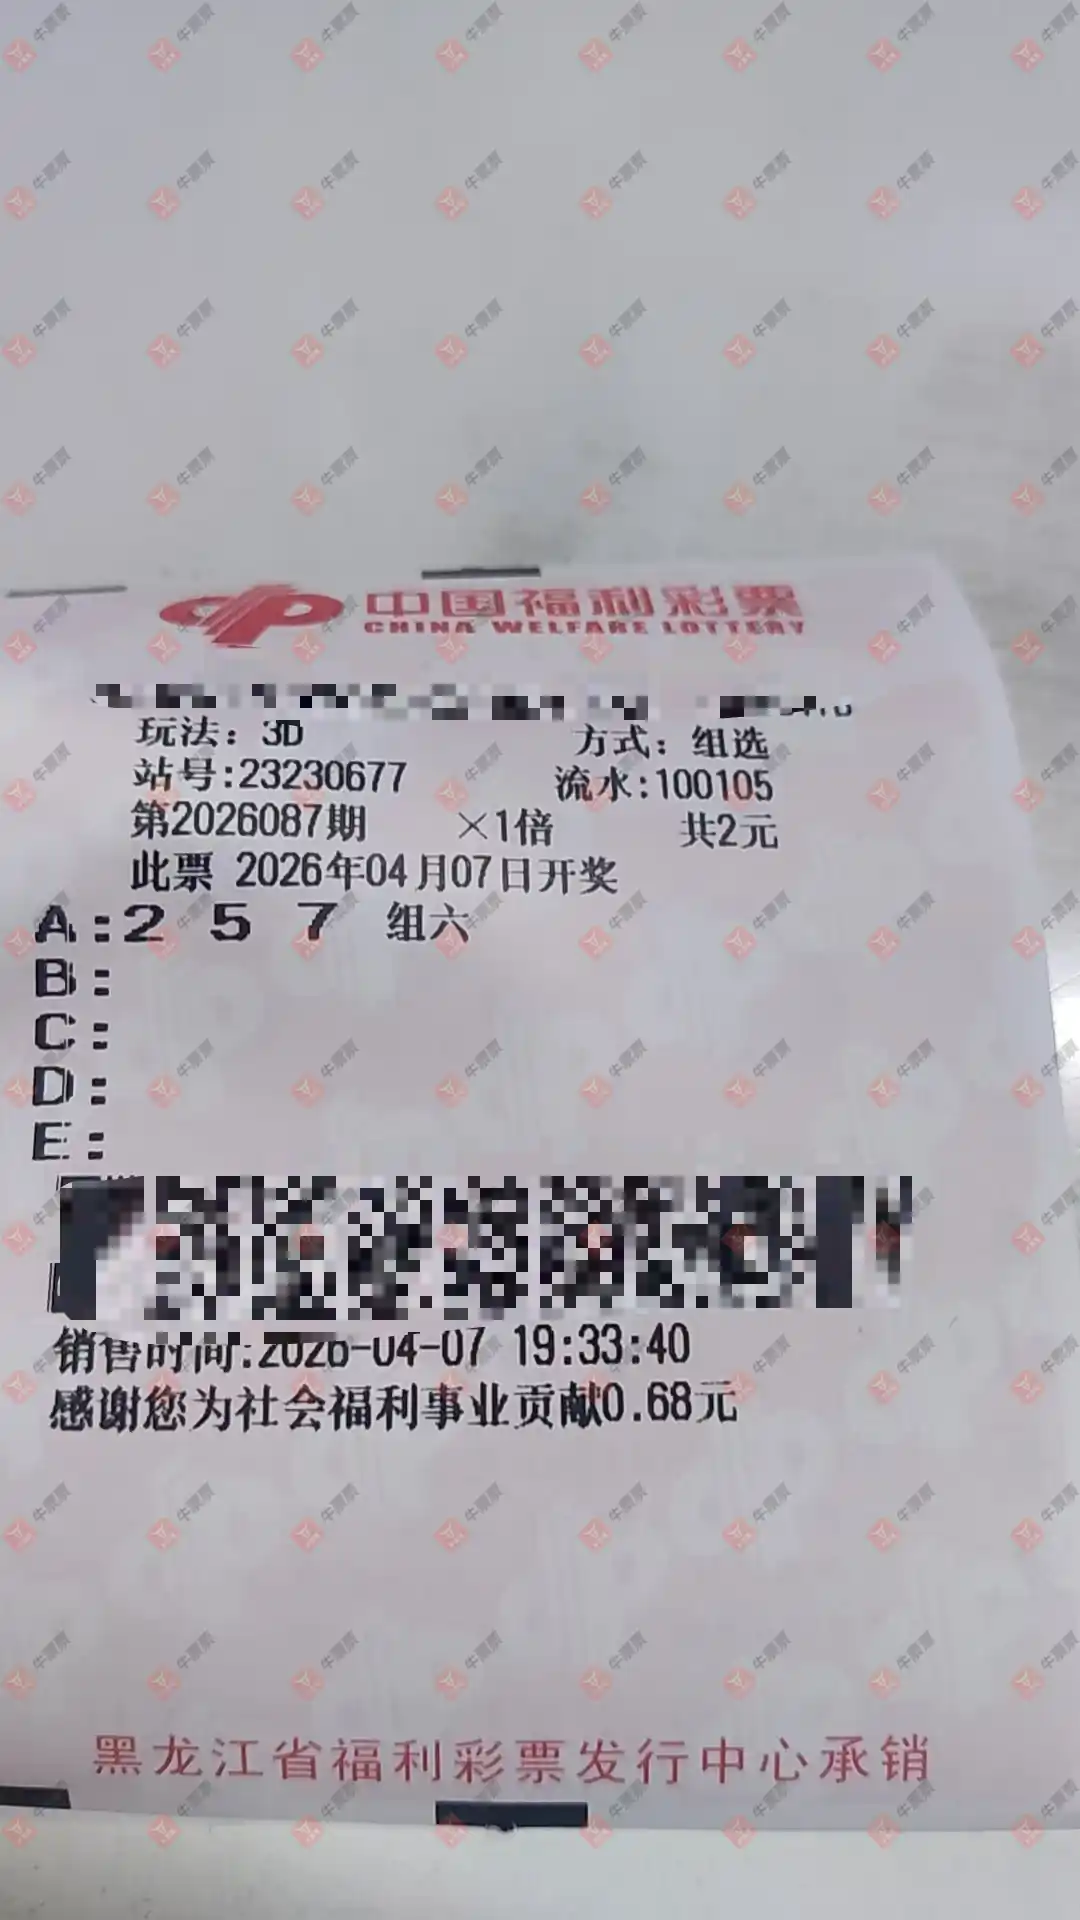 中国福利彩票
CHINA WELFARE LOTTERY
玩法：3D 方式：组选
站号:23230677 流水:100105
第2026087期 ×1倍 共2元
此票 2026年04月07日开奖
A:2 5 7 组六
B:
C:
D:
E:
销售时间:2026-04-07 19:33:40
感谢您为社会福利事业贡献0.68元
黑龙江省福利彩票发行中心承销
牛票票